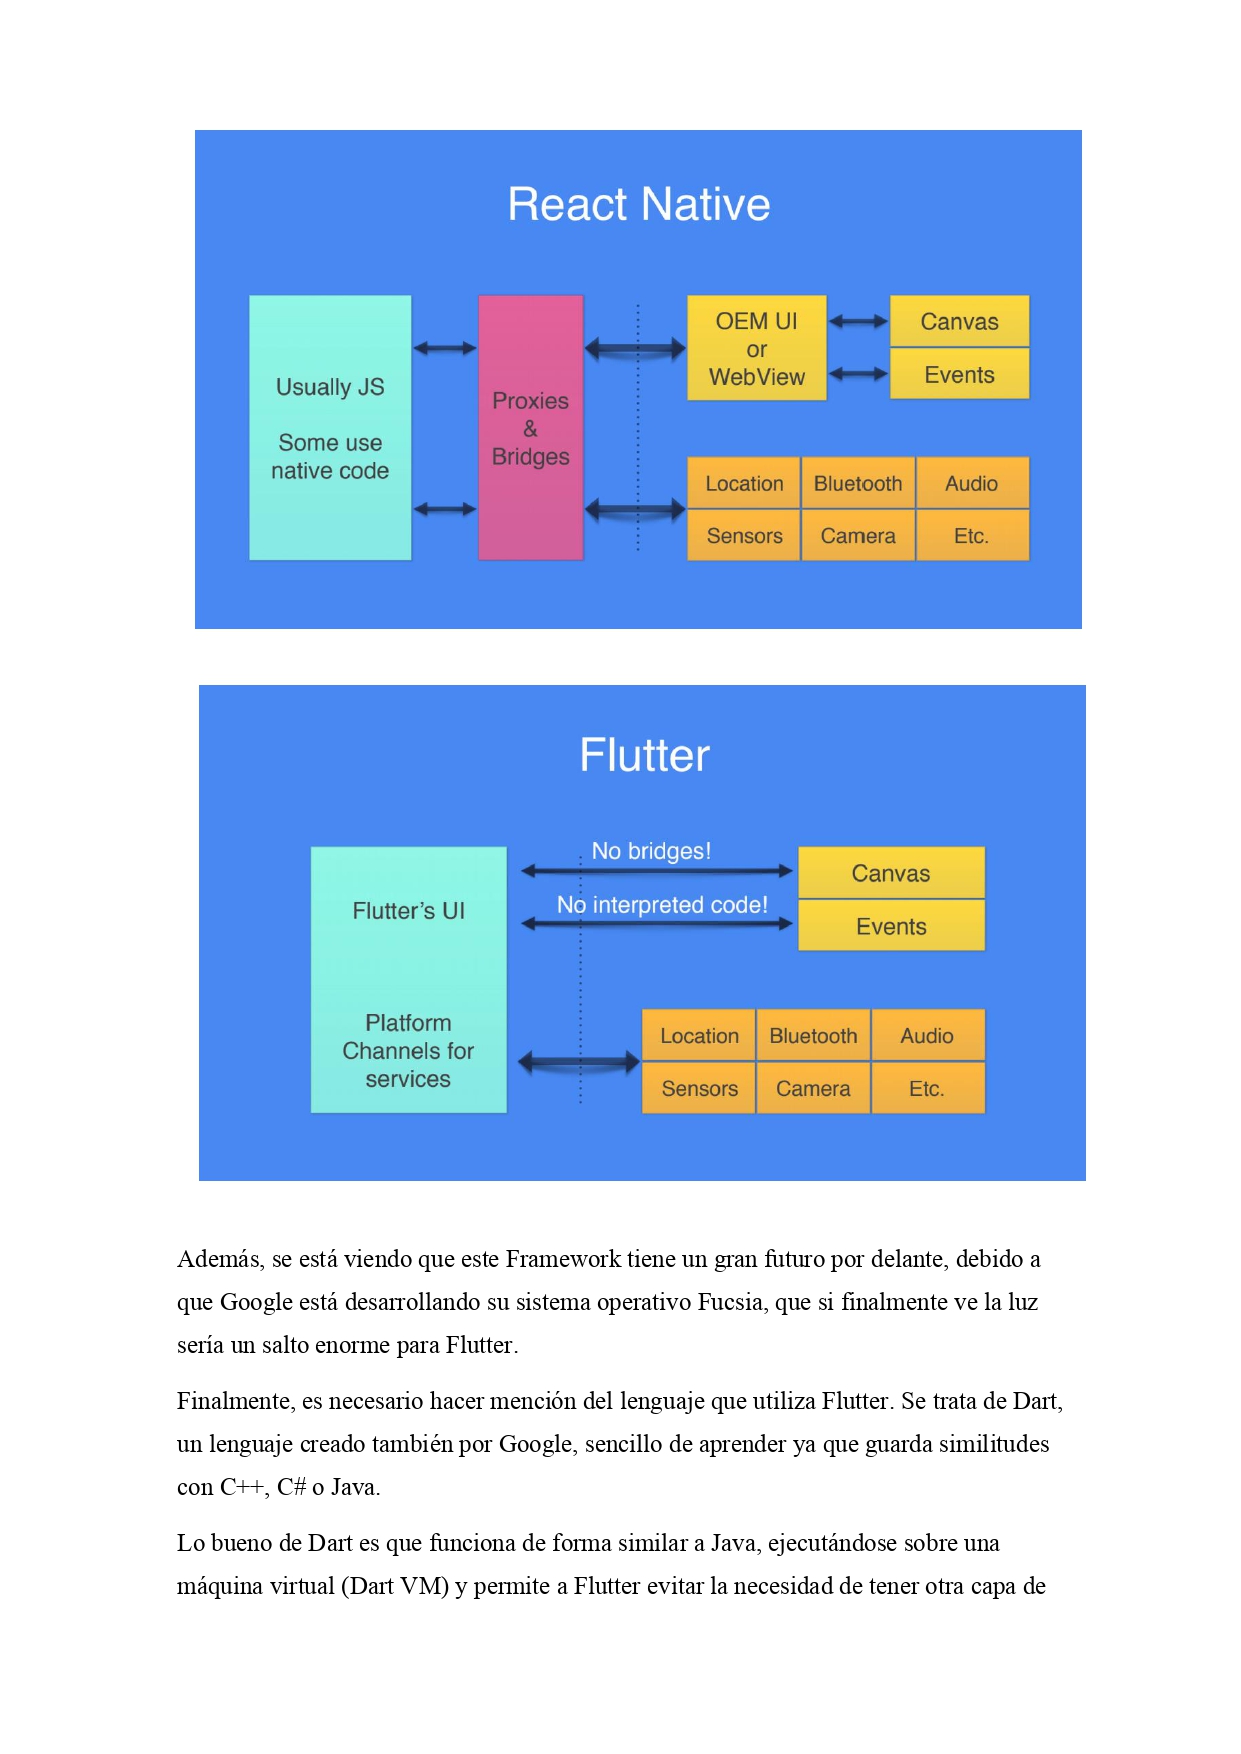 React Native
Usually JS
Some use
native code
Proxies
&
Bridges
OEM UI
or
WebView
Canvas
Events
Location
Bluetooth
Audio
Sensors
Camera
Etc.
Flutter
Flutter’s UI
Platform
Channels for
services
No bridges!
No interpreted code!
Canvas
Events
Location
Bluetooth
Audio
Sensors
Camera
Etc.
Además, se está viendo que este Framework tiene un gran futuro por delante, debido a
que Google está desarrollando su sistema operativo Fucsia, que si finalmente ve la luz
sería un salto enorme para Flutter.
Finalmente, es necesario hacer mención del lenguaje que utiliza Flutter. Se trata de Dart,
un lenguaje creado también por Google, sencillo de aprender ya que guarda similitudes
con C++, C# o Java.
Lo bueno de Dart es que funciona de forma similar a Java, ejecutándose sobre una
máquina virtual (Dart VM) y permite a Flutter evitar la necesidad de tener otra capa de